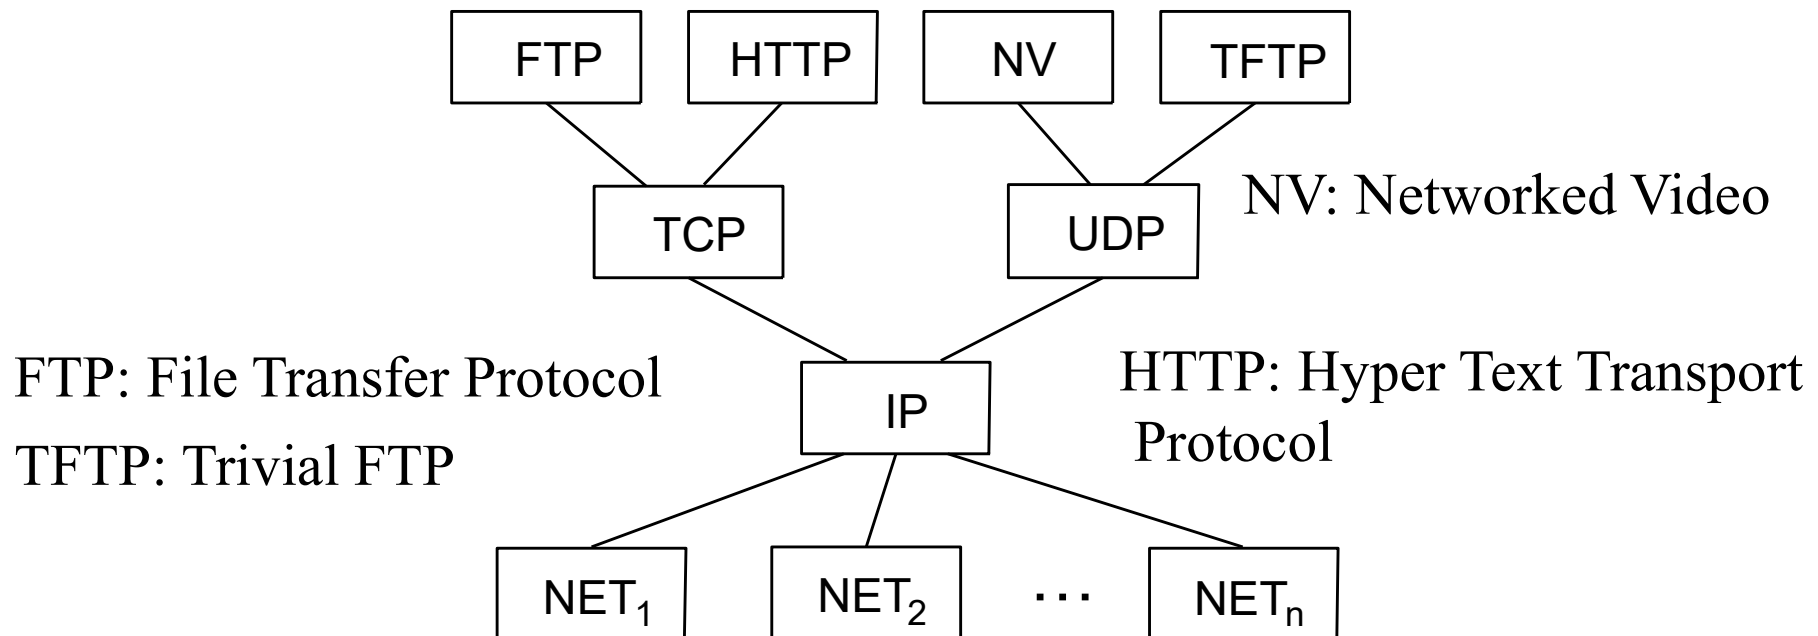 FTP HTTP NV TFTP
TCP UDP
NV: Networked Video
IP
FTP: File Transfer Protocol
TFTP: Trivial FTP
HTTP: Hyper Text Transport
Protocol
NET₁ NET₂ ... NETₙ